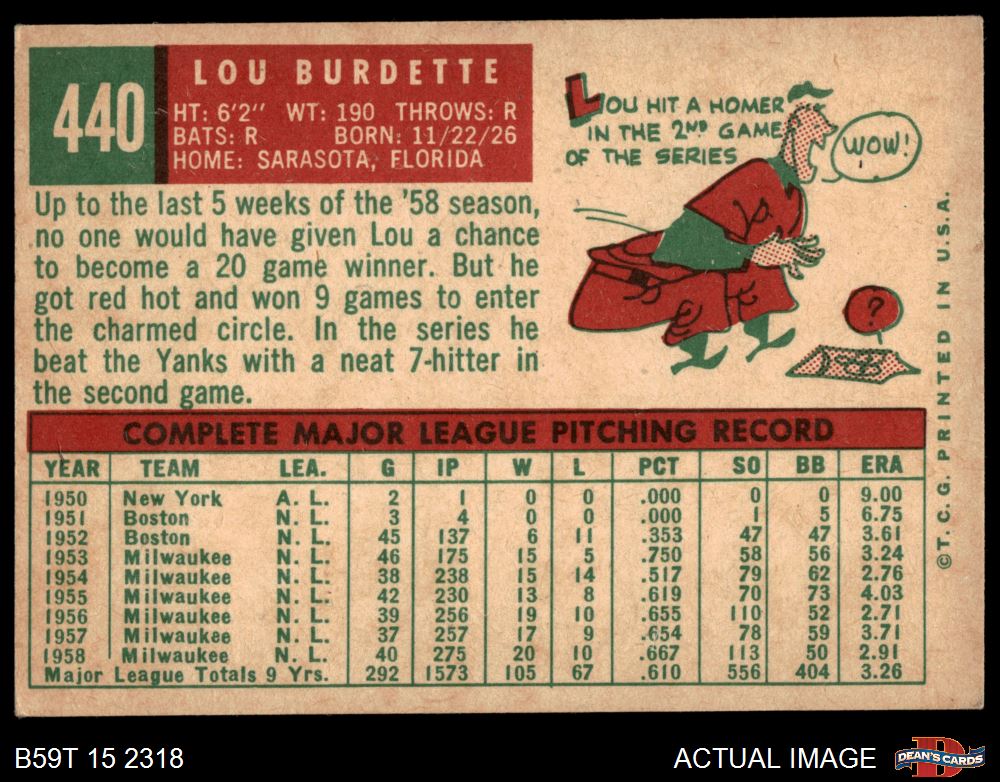 440
LOU BURDETTE
HT: 6'2" WT: 190 THROWS: R
BATS: R BORN: 11/22/26
HOME: SARASOTA, FLORIDA
LOU HIT A HOMER
IN THE 2ND GAME
OF THE SERIES
WOW!
?
Up to the last 5 weeks of the '58 season,
no one would have given Lou a chance
to become a 20 game winner. But he
got red hot and won 9 games to enter
the charmed circle. In the series he
beat the Yanks with a neat 7-hitter in
the second game.
COMPLETE MAJOR LEAGUE PITCHING RECORD
YEAR TEAM LEA. G IP W L PCT SO BB ERA
1950 New York A. L. 2 1 0 0 .000 0 0 9.00
1951 Boston N. L. 3 4 0 0 .000 1 5 6.75
1952 Boston N. L. 45 137 6 11 .353 47 47 3.61
1953 Milwaukee N. L. 46 175 15 5 .750 58 56 3.24
1954 Milwaukee N. L. 38 238 15 14 .517 79 62 2.76
1955 Milwaukee N. L. 42 230 13 8 .619 70 73 4.03
1956 Milwaukee N. L. 39 256 19 10 .655 110 52 2.71
1957 Milwaukee N. L. 37 257 17 9 .654 78 59 3.71
1958 Milwaukee N. L. 40 275 20 10 .667 113 50 2.91
Major League Totals 9 Yrs. 292 1573 105 67 .610 556 404 3.26
© T. C. G. PRINTED IN U. S. A.
B59T 15 2318
ACTUAL IMAGE
D
DEAN'S CARDS